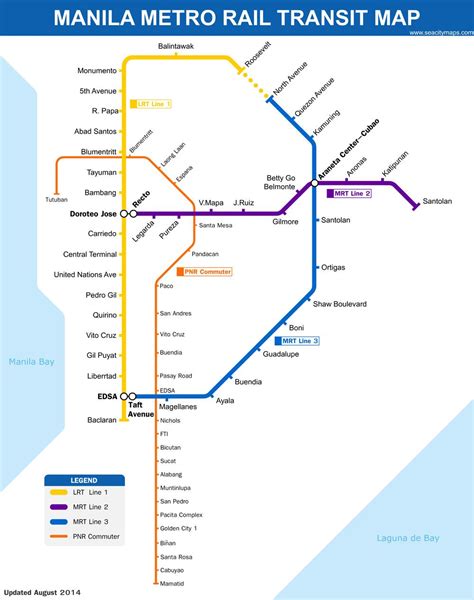 MANILA METRO RAIL TRANSIT MAP
www.seacitymaps.com
Balintawak
Roosevelt
Monumento
North Avenue
5th Avenue
Quezon Avenue
LRT Line 1
R. Papa
Kamuning
Abad Santos
Araneta Center-Cubao
Blumentritt
Blumentritt
Laong Laan
Anonas
Katipunan
Tayuman
Espana
Betty Go
Belmonte
Bambang
Recto
V.Mapa
J.Ruiz
MRT Line 2
Tutuban
Santolan
Doroteo Jose
Legarda
Pureza
Santa Mesa
Gilmore
Santolan
Carriedo
Central Terminal
Pandacan
United Nations Ave
PNR Commuter
Ortigas
Paco
Pedro Gil
Shaw Boulevard
Quirino
San Andres
Boni
Vito Cruz
Vito Cruz
MRT Line 3
Gil Puyat
Buendia
Guadalupe
Manila Bay
Libertad
Pasay Road
Buendia
EDSA
EDSA
Taft
Avenue
Magellanes
Ayala
Baclaran
Nichols
FTI
Bicutan
Sucat
Alabang
Muntinlupa
San Pedro
Pacita Complex
Golden City 1
Biñan
Santa Rosa
Cabuyao
Mamatid
LEGEND
LRT Line 1
MRT Line 2
MRT Line 3
PNR Commuter
Laguna de Bay
Updated August 2014